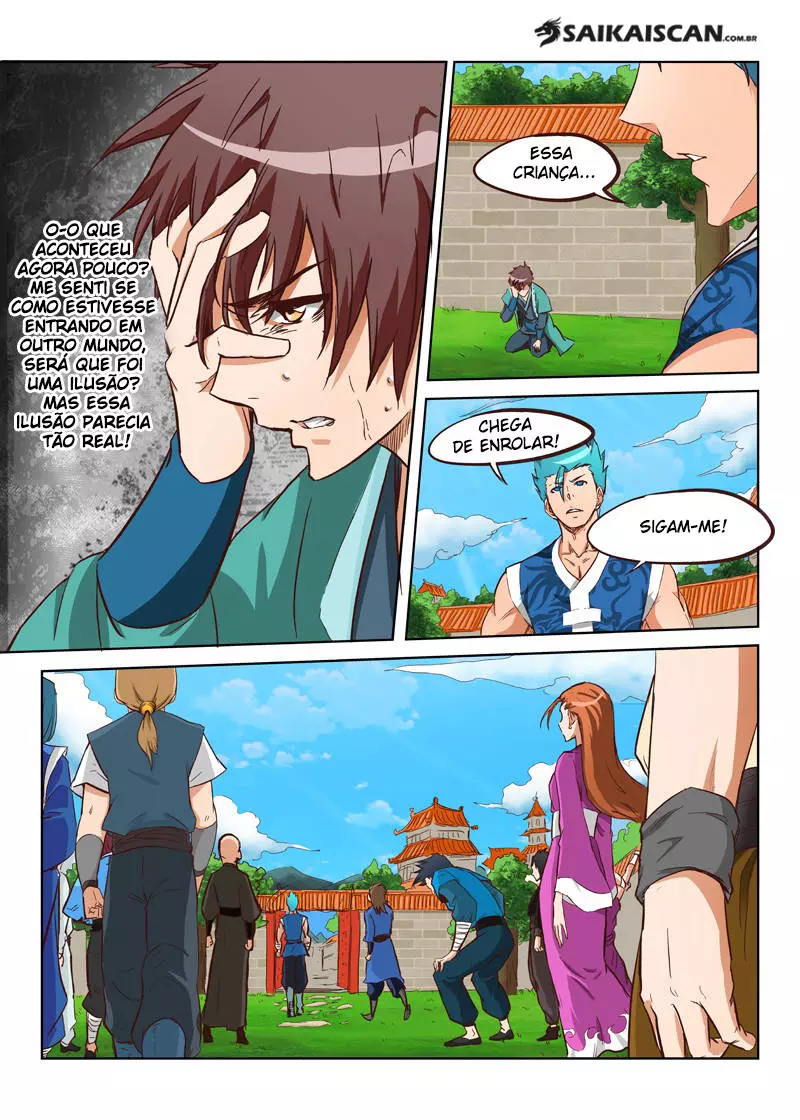 SAIKAISCAN.COM.BR
O-O QUE
ACONTECEU
AGORA POUCO?
ME SENTI SE
COMO ESTIVESSE
ENTRANDO EM
OUTRO MUNDO,
SERÁ QUE FOI
UMA ILUSÃO?
MAS ESSA
ILUSÃO PARECIA
TÃO REAL!
ESSA
CRIANÇA...
CHEGA
DE ENROLAR!
SIGAM-ME!